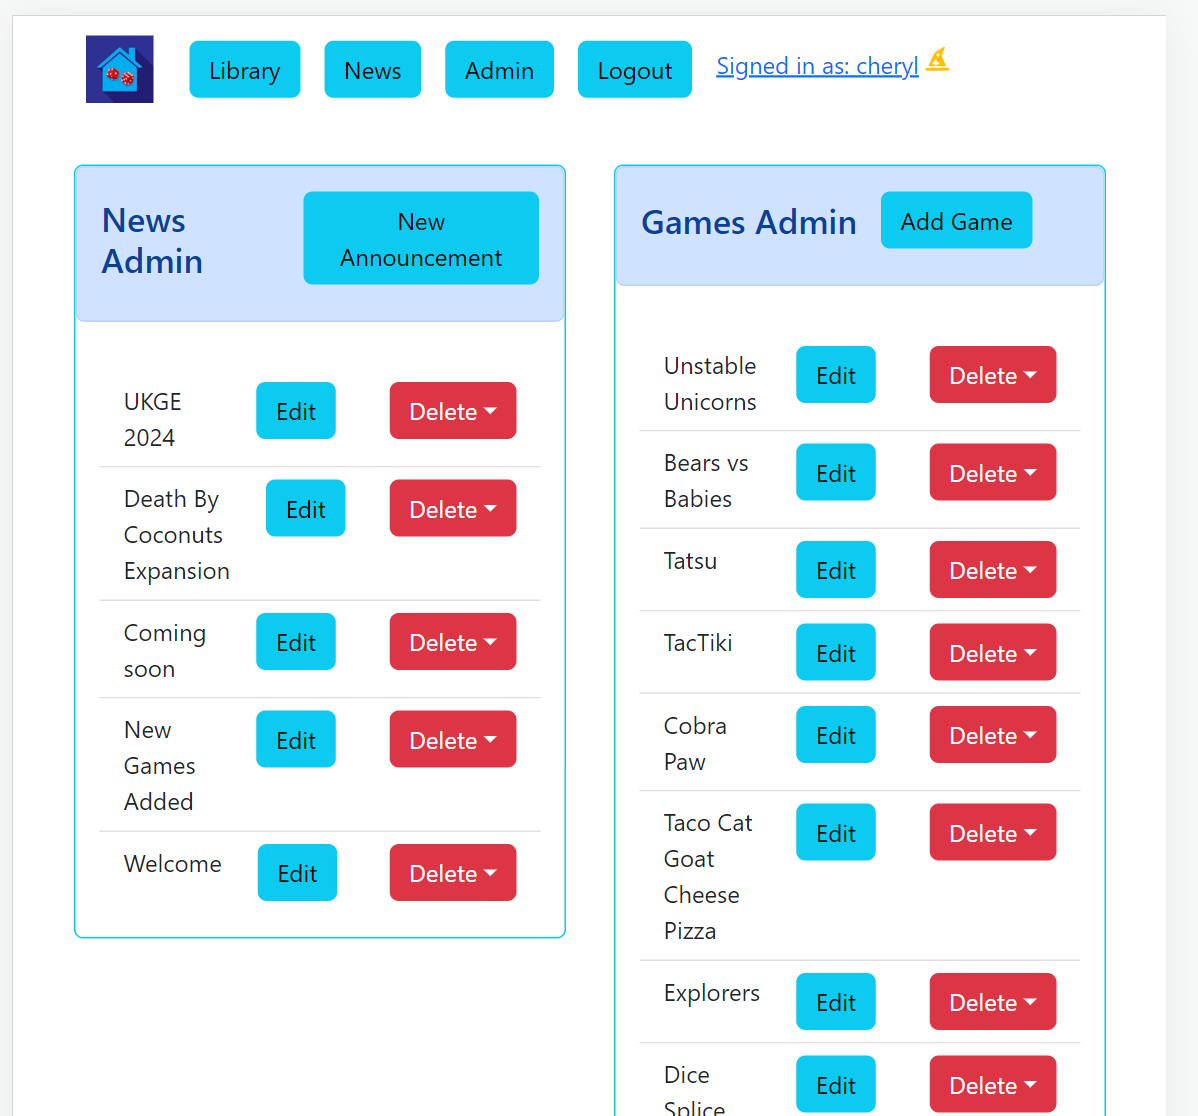 Library News Admin Logout Signed in as: cheryl
News
Admin
New
Announcement
UKGE
2024
Edit Delete
Death By
Coconuts
Expansion
Edit Delete
Coming
soon
Edit Delete
New
Games
Added
Edit Delete
Welcome Edit Delete
Games Admin Add Game
Unstable
Unicorns
Edit Delete
Bears vs
Babies
Edit Delete
Tatsu Edit Delete
TacTiki Edit Delete
Cobra
Paw
Edit Delete
Taco Cat
Goat
Cheese
Pizza
Edit Delete
Explorers Edit Delete
Dice
Splice
Edit Delete